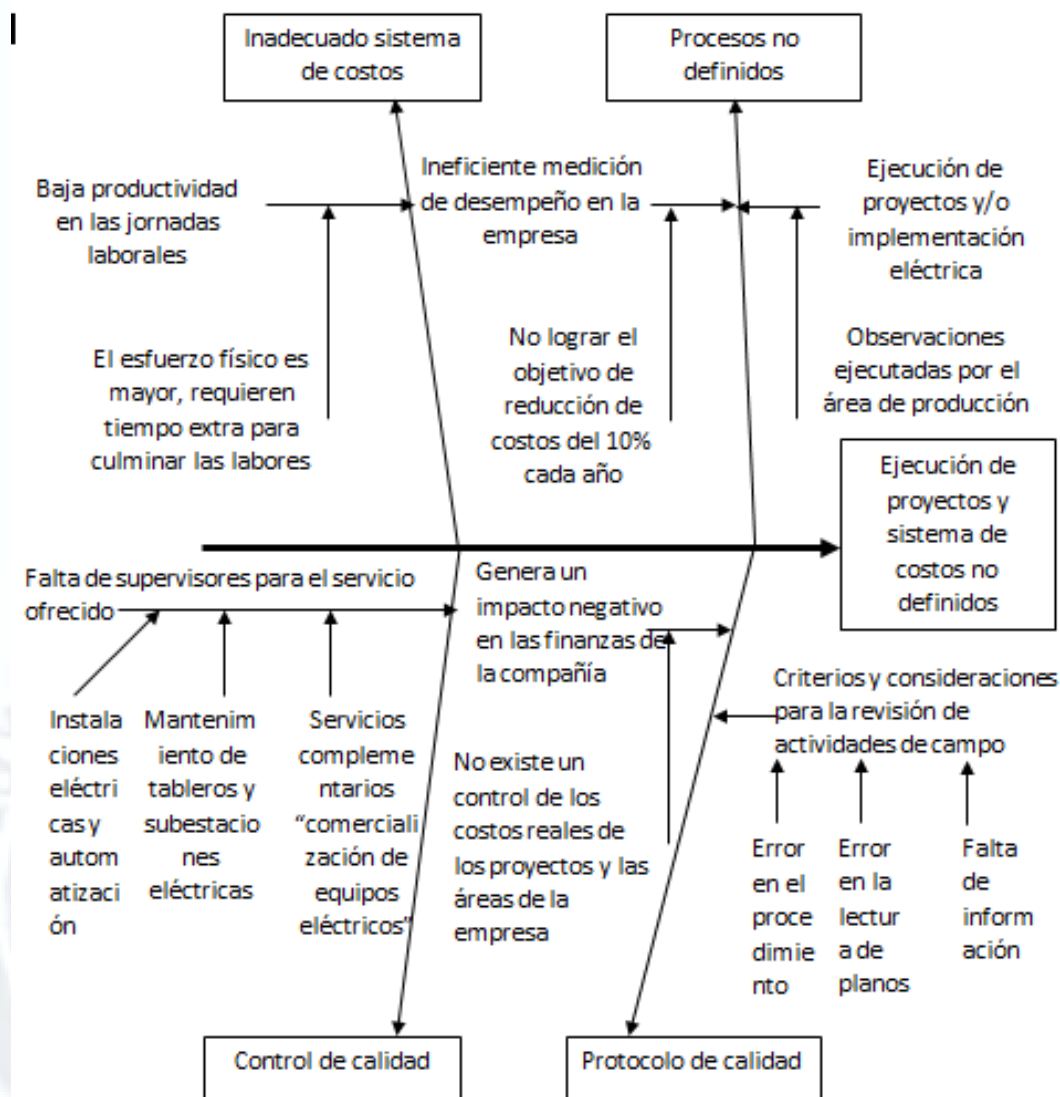 Inadecuado sistema
de costos
Procesos no
definidos
Baja productividad
en las jornadas
laborales
Ineficiente medición
de desempeño en la
empresa
Ejecución de
proyectos y/o
implementación
eléctrica
El esfuerzo físico es
mayor, requieren
tiempo extra para
culminar las labores
No lograr el
objetivo de
reducción de
costos del 10%
cada año
Observaciones
ejecutadas por el
área de producción
Ejecución de
proyectos y
sistema de
costos no
definidos
Falta de supervisores para el servicio
ofrecido
Genera un
impacto negativo
en las finanzas de
la compañía
Criterios y consideraciones
para la revisión de
actividades de campo
Instala
ciones
eléctri
cas y
autom
atizaci
ón
Mantenim
iento de
tableros y
subestacio
nes
eléctricas
Servicios
compleme
ntarios
“comerciali
zación de
equipos
eléctricos”
No existe un
control de los
costos reales de
los proyectos y las
áreas de la
empresa
Error
en el
proce
dimie
nto
Error
en la
lectur
a de
planos
Falta
de
inform
ación
Control de calidad
Protocolo de calidad